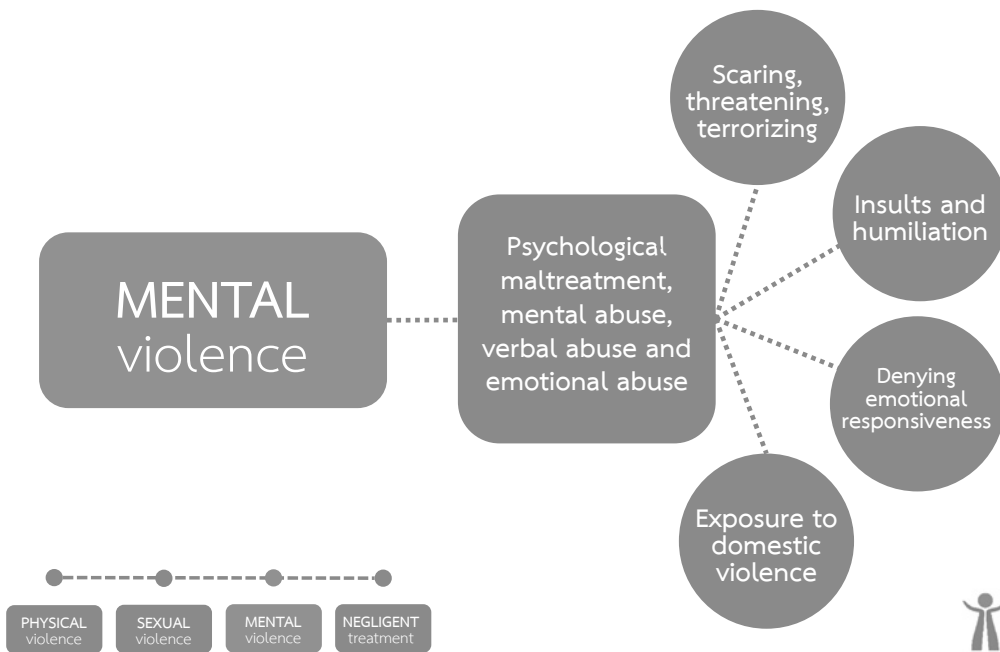 MENTAL
violence
Psychological
maltreatment,
mental abuse,
verbal abuse and
emotional abuse
Scaring,
threatening,
terrorizing
Insults and
humiliation
Denying
emotional
responsiveness
Exposure to
domestic
violence
PHYSICAL
violence
SEXUAL
violence
MENTAL
violence
NEGLIGENT
treatment